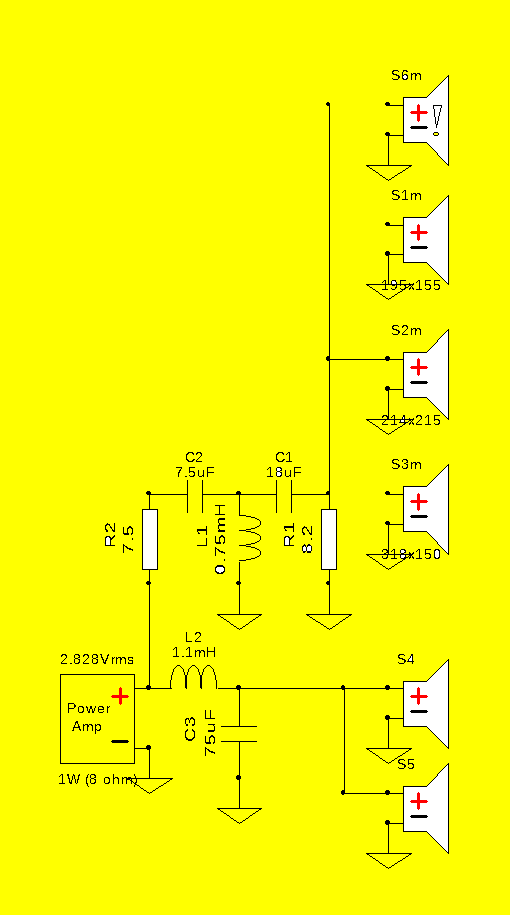 S6m
S1m
195x155
S2m
214x215
S3m
318x150
C2
7.5uF
C1
18uF
R2
7.5
L1
0.75mH
R1
8.2
L2
1.1mH
2.828Vrms
Power
Amp
1W (8 ohm)
C3
75uF
S4
S5